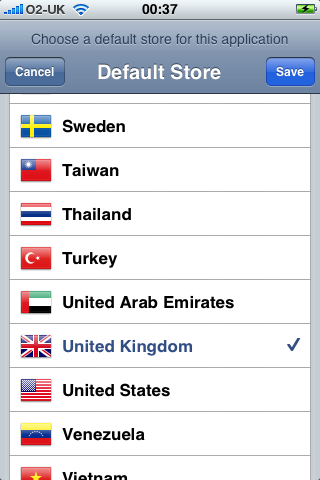 O2-UK 00:37
Choose a default store for this application
Cancel Default Store Save
Sweden
Taiwan
Thailand
Turkey
United Arab Emirates
United Kingdom
United States
Venezuela
Vietnam